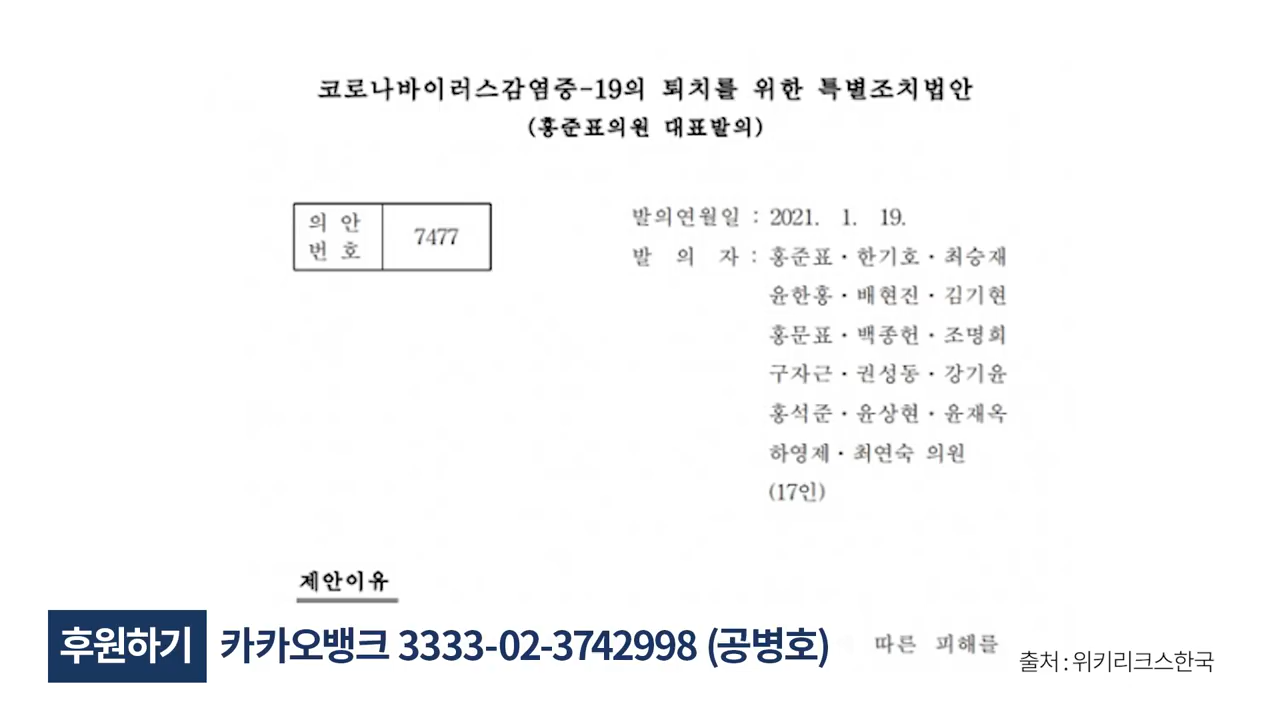 코로나바이러스감염증-19의 퇴치를 위한 특별조치법안
(홍준표의원 대표발의)
의 안
번 호
7477
발의연월일 : 2021. 1. 19.
발 의 자 : 홍준표·한기호·최승재
윤한홍·배현진·김기현
홍문표·백종헌·조명희
구자근·권성동·강기윤
홍석준·윤상현·윤재옥
하영제·최연숙 의원
(17인)
제안이유
따른 피해를
후원하기 카카오뱅크 3333-02-3742998 (공병호)
출처 : 위키리크스한국